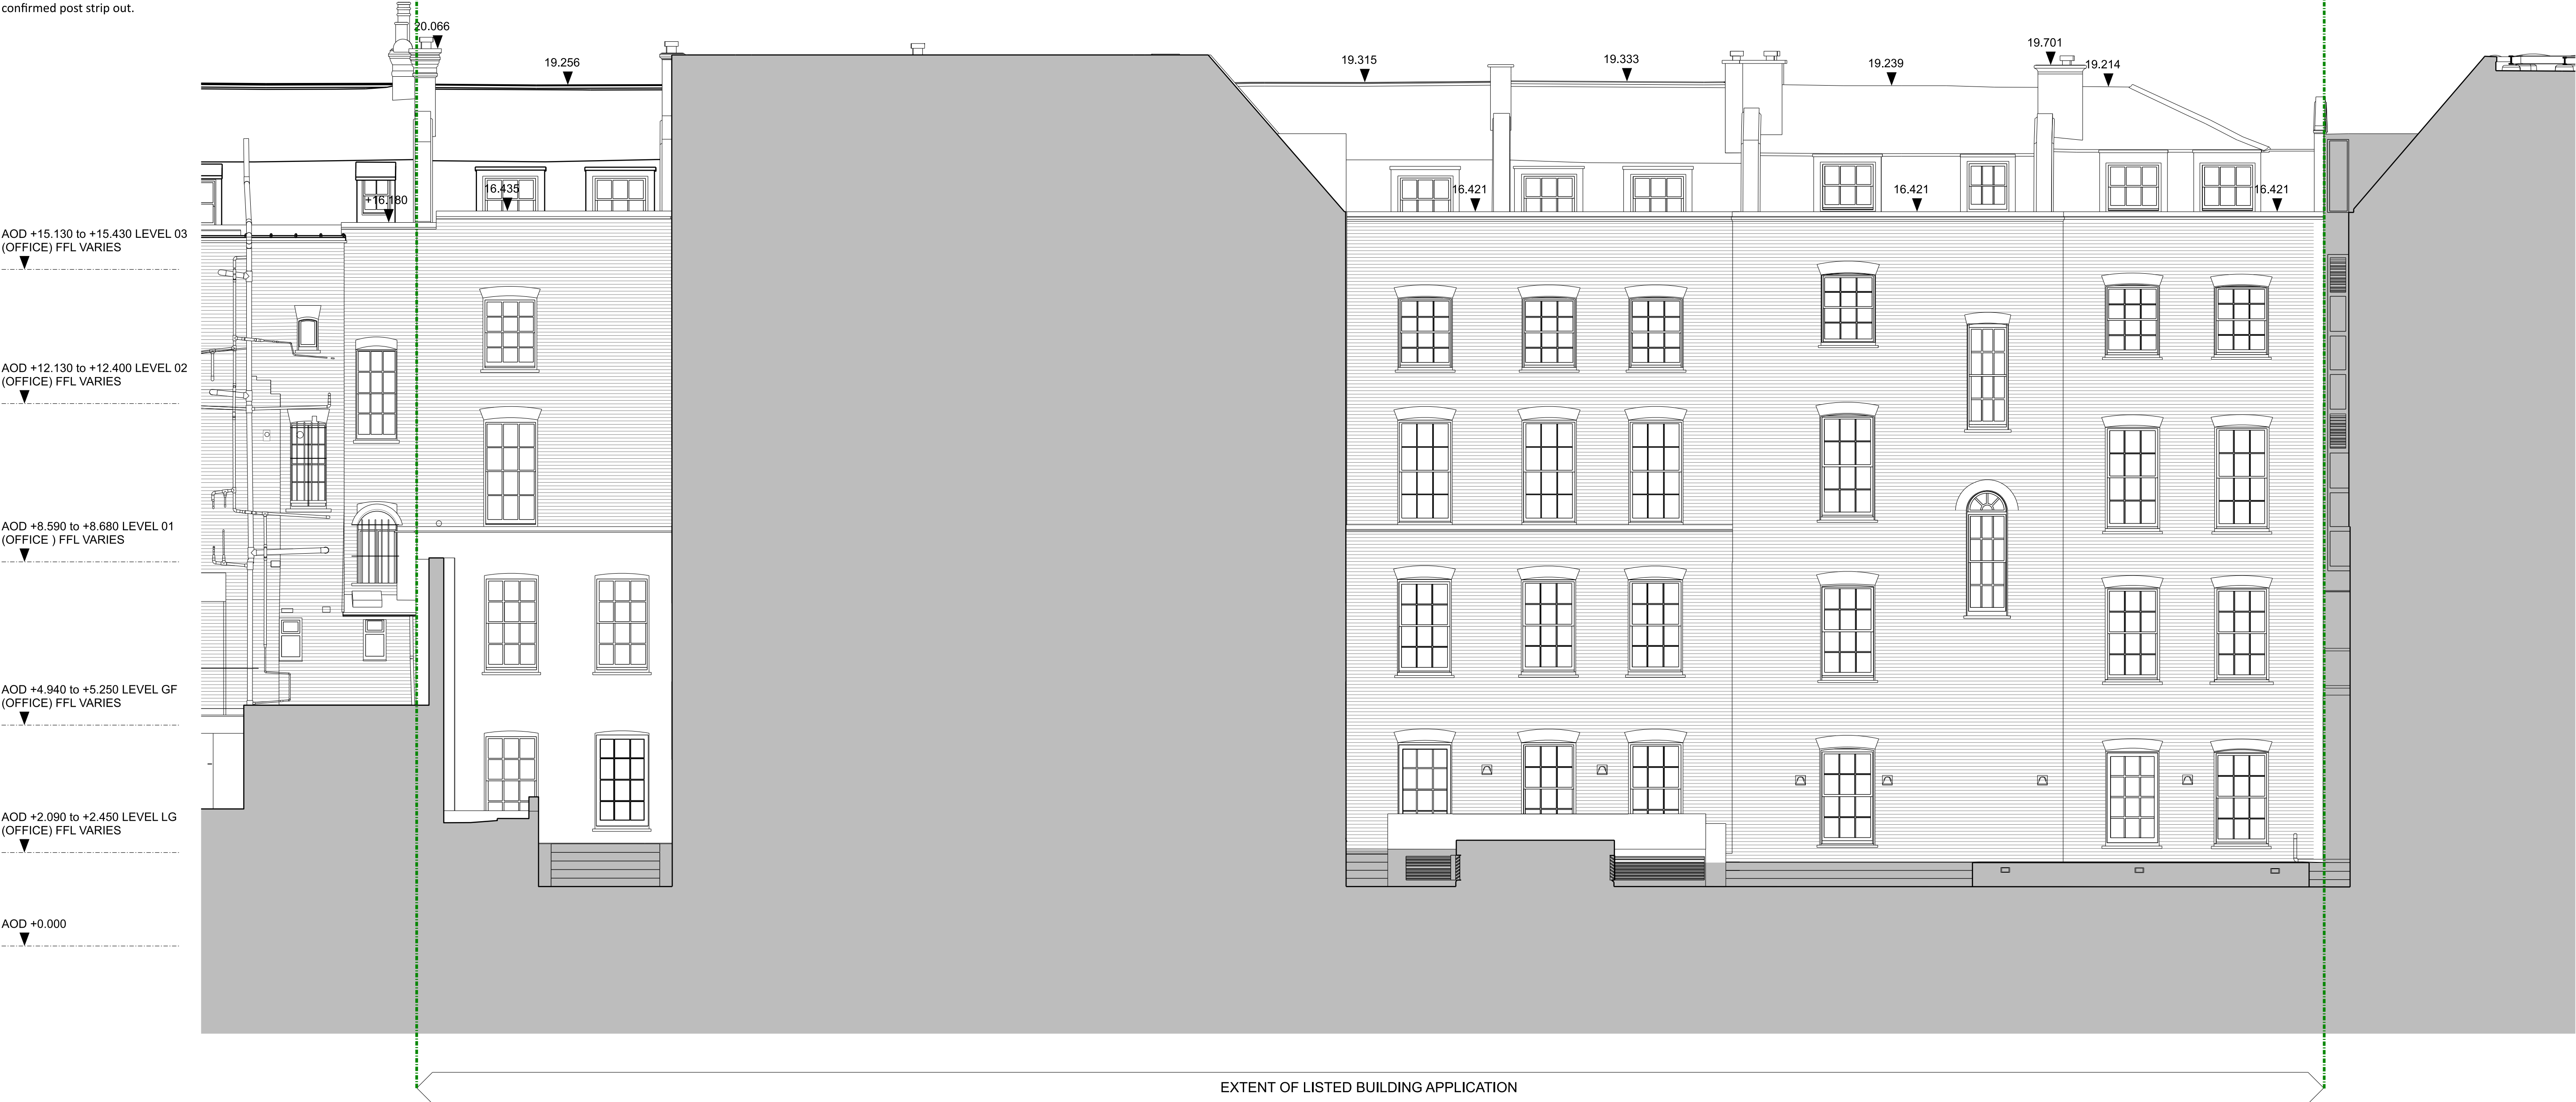 confirmed post strip out.
20.066
19.256
19.315
19.333
19.239
19.701
19.214
+16.180
16.435
16.421
16.421
16.421
AOD +15.130 to +15.430 LEVEL 03
(OFFICE) FFL VARIES
AOD +12.130 to +12.400 LEVEL 02
(OFFICE) FFL VARIES
AOD +8.590 to +8.680 LEVEL 01
(OFFICE ) FFL VARIES
AOD +4.940 to +5.250 LEVEL GF
(OFFICE) FFL VARIES
AOD +2.090 to +2.450 LEVEL LG
(OFFICE) FFL VARIES
AOD +0.000
EXTENT OF LISTED BUILDING APPLICATION